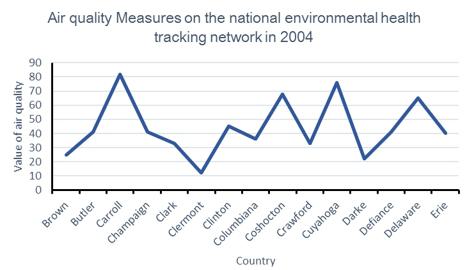 Air quality Measures on the national environmental health
tracking network in 2004
Value of air quality
90
80
70
60
50
40
30
20
10
0
Brown
Butler
Carroll
Champaign
Clark
Clermont
Clinton
Columbiana
Coshocton
Crawford
Cuyahoga
Darke
Defiance
Delaware
Erie
Country